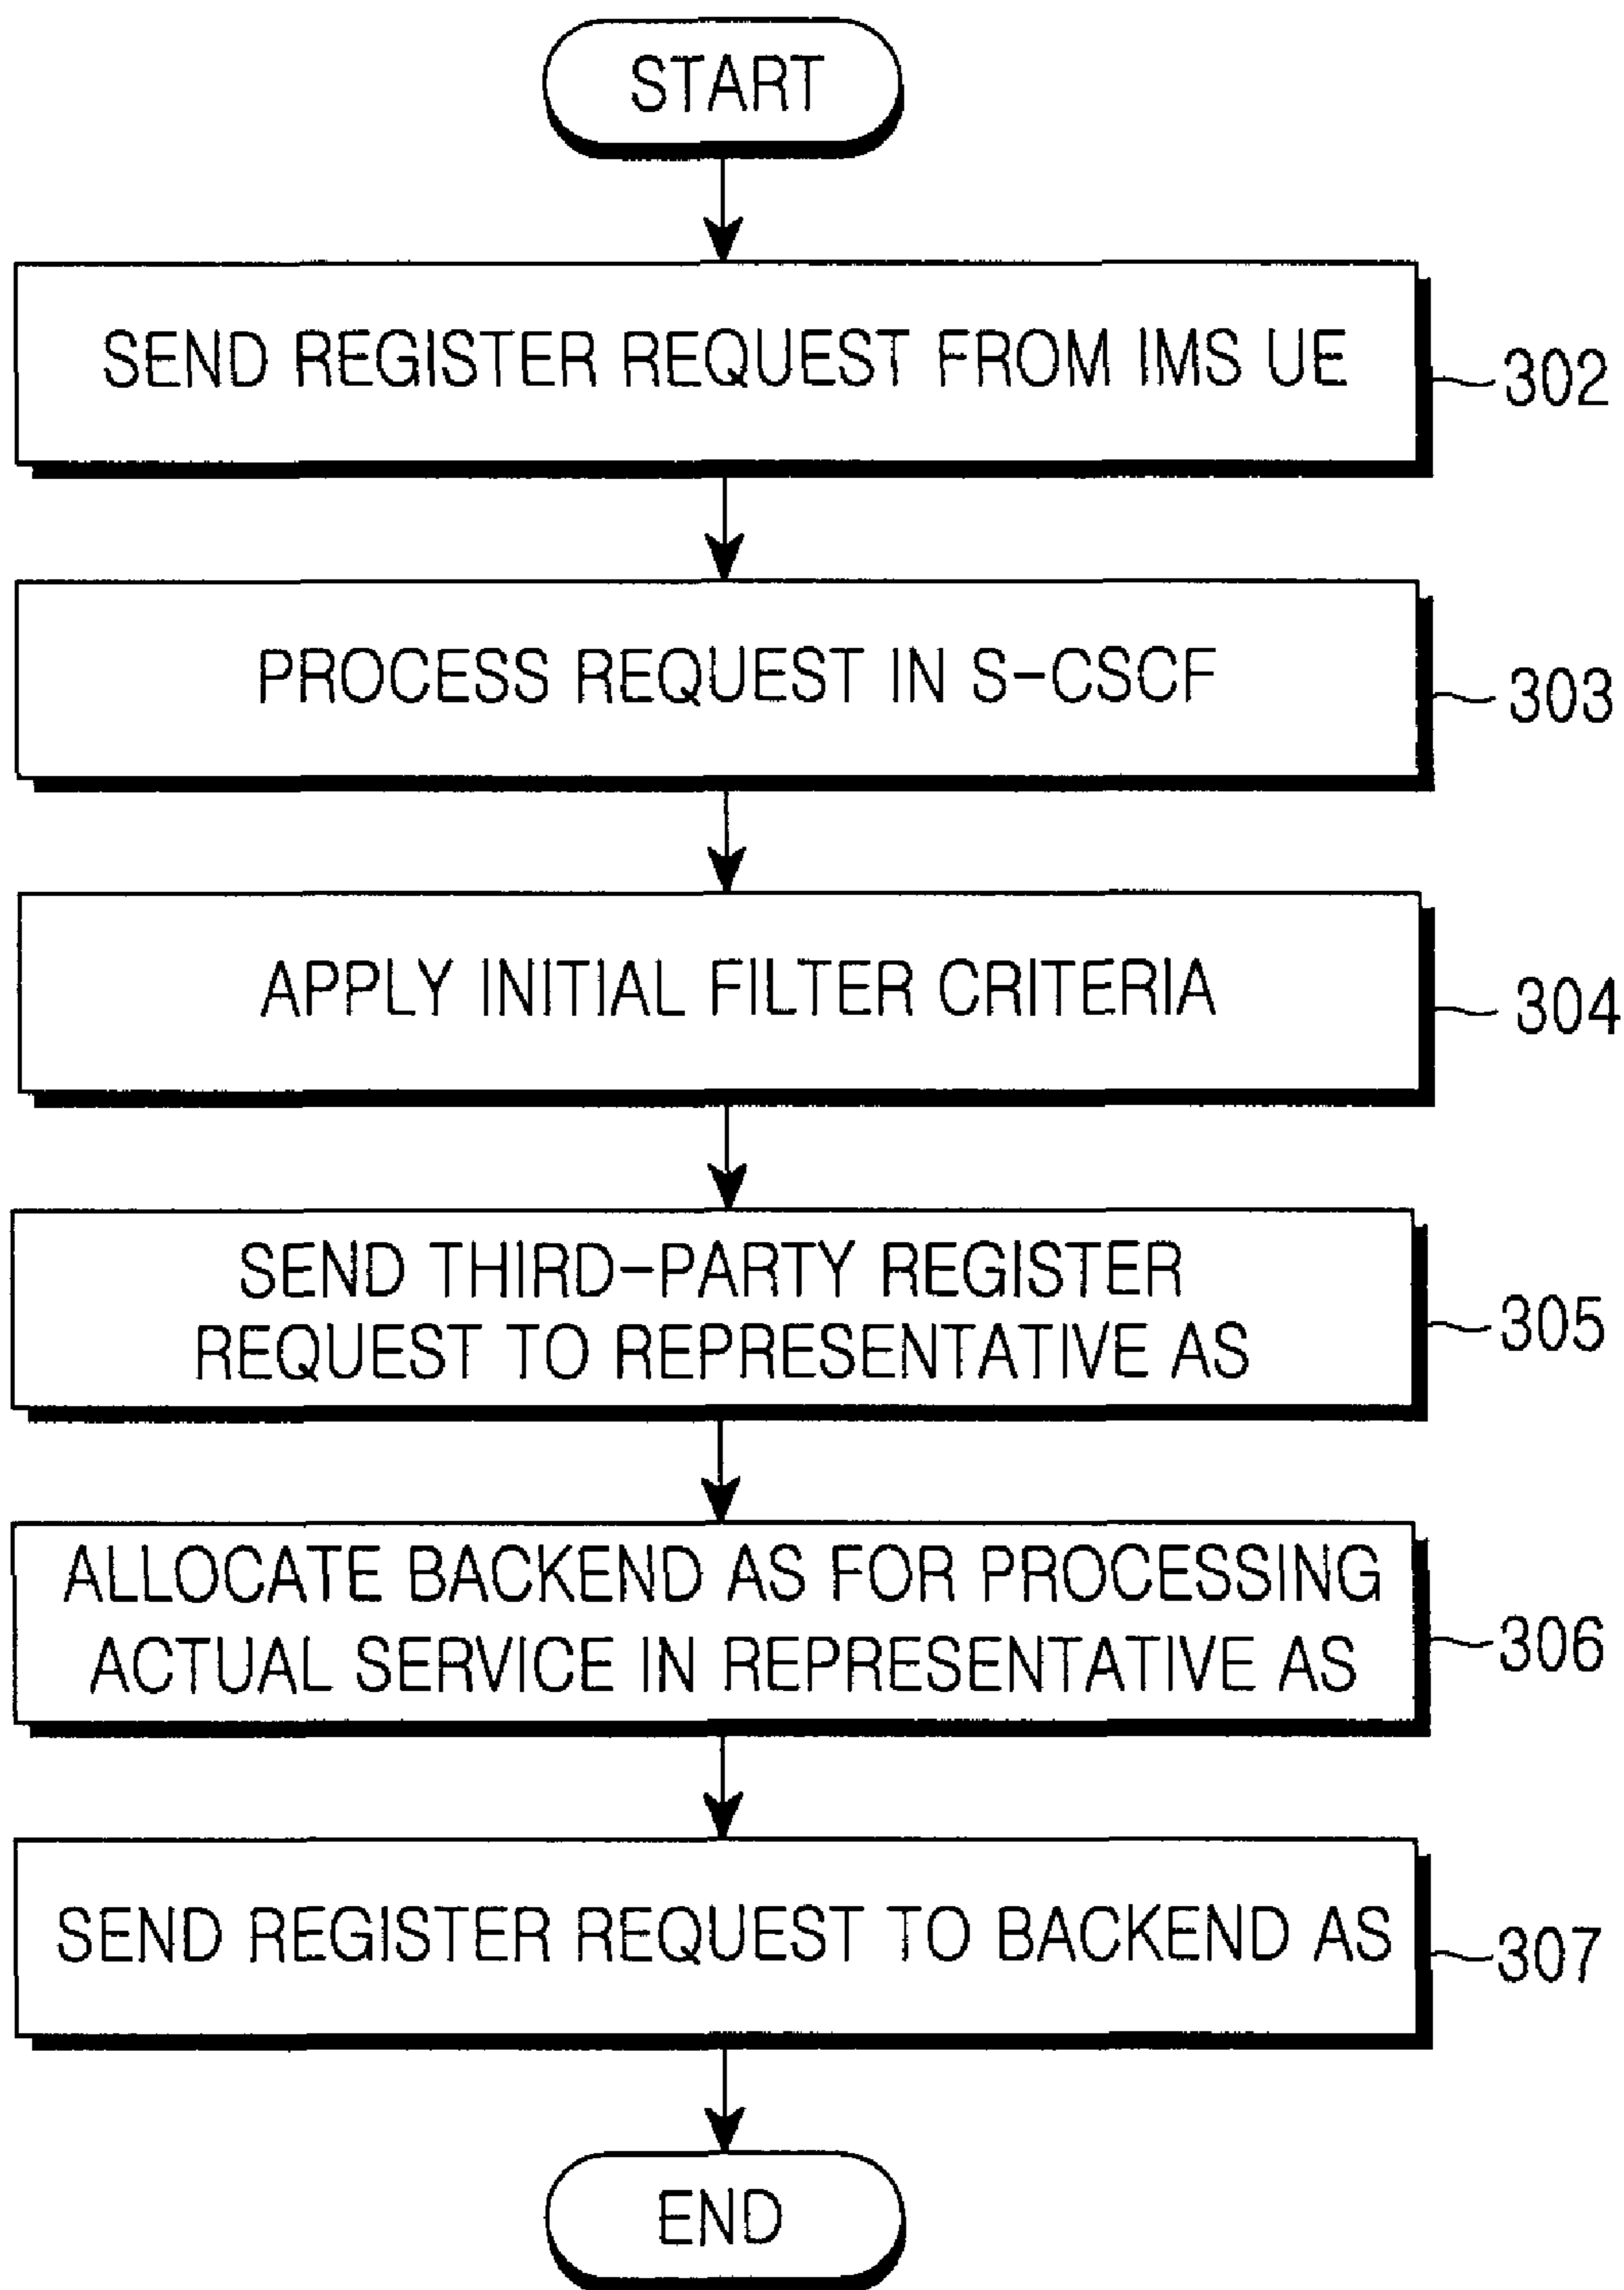 START
SEND REGISTER REQUEST FROM IMS UE
302
PROCESS REQUEST IN S-CSCF
303
APPLY INITIAL FILTER CRITERIA
304
SEND THIRD-PARTY REGISTER
REQUEST TO REPRESENTATIVE AS
305
ALLOCATE BACKEND AS FOR PROCESSING
ACTUAL SERVICE IN REPRESENTATIVE AS
306
SEND REGISTER REQUEST TO BACKEND AS
307
END